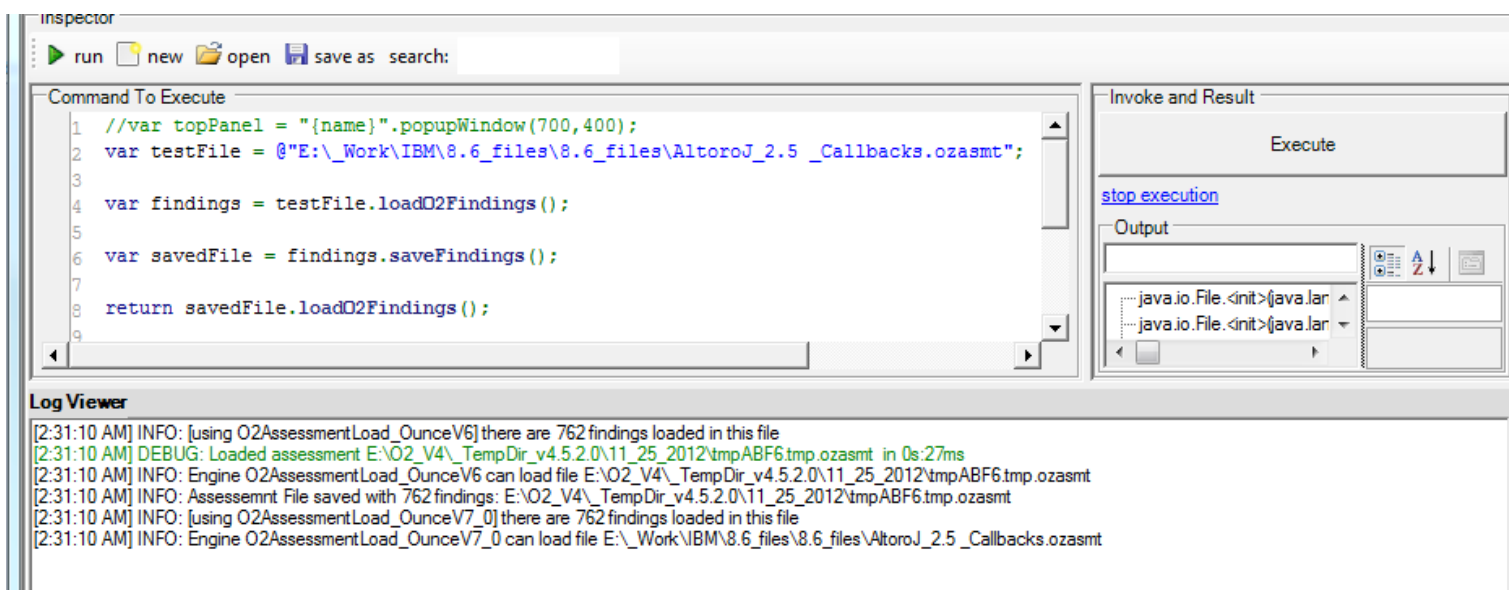 Inspector
run new open save as search:
Command To Execute
1 //var topPanel = "{name}".popupWindow(700,400);
2 var testFile = @"E:\_Work\IBM\8.6_files\8.6_files\AltoroJ_2.5 _Callbacks.ozasmt";
3
4 var findings = testFile.loadO2Findings();
5
6 var savedFile = findings.saveFindings();
7
8 return savedFile.loadO2Findings();
9
Invoke and Result
Execute
stop execution
Output
java.io.File.<init>(java.lan
java.io.File.<init>(java.lan
Log Viewer
[2:31:10 AM] INFO: [using O2AssessmentLoad_OunceV6] there are 762 findings loaded in this file
[2:31:10 AM] DEBUG: Loaded assessment E:\O2_V4\_TempDir_v4.5.2.0\11_25_2012\tmpABF6.tmp.ozasmt in 0s:27ms
[2:31:10 AM] INFO: Engine O2AssessmentLoad_OunceV6 can load file E:\O2_V4\_TempDir_v4.5.2.0\11_25_2012\tmpABF6.tmp.ozasmt
[2:31:10 AM] INFO: Assessemnt File saved with 762 findings: E:\O2_V4\_TempDir_v4.5.2.0\11_25_2012\tmpABF6.tmp.ozasmt
[2:31:10 AM] INFO: [using O2AssessmentLoad_OunceV7_0] there are 762 findings loaded in this file
[2:31:10 AM] INFO: Engine O2AssessmentLoad_OunceV7_0 can load file E:\_Work\IBM\8.6_files\8.6_files\AltoroJ_2.5 _Callbacks.ozasmt